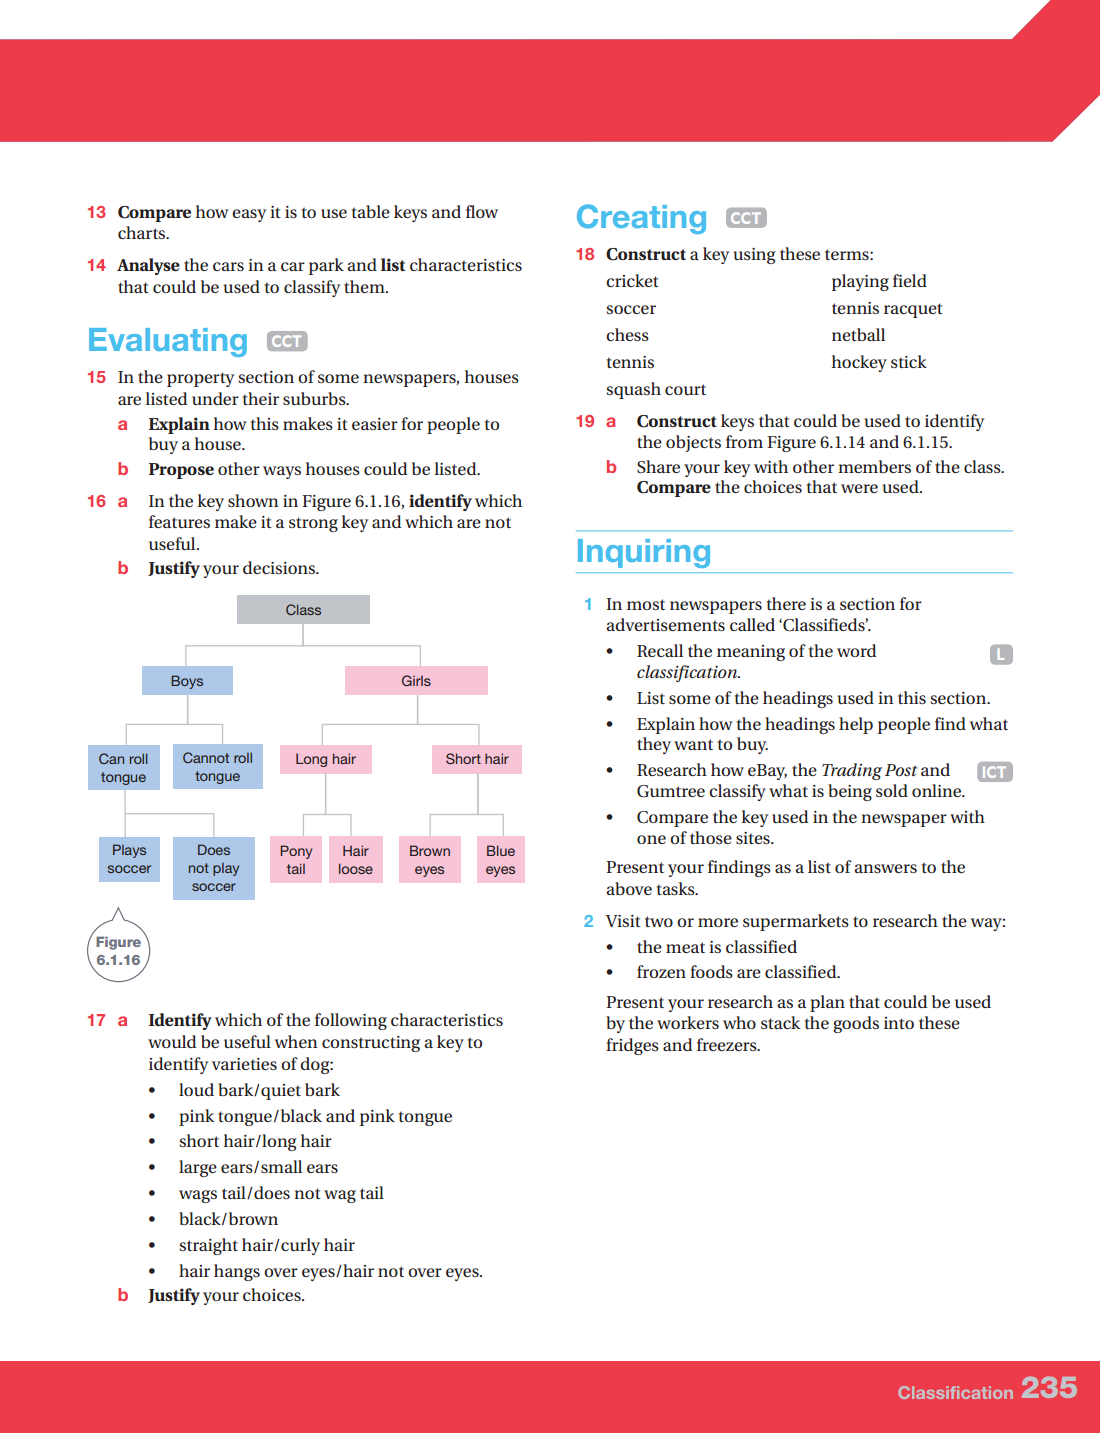 13 Compare how easy it is to use table keys and flow
charts.
14 Analyse the cars in a car park and list characteristics
that could be used to classify them.
Evaluating CCT
15 In the property section of some newspapers, houses
are listed under their suburbs.
a Explain how this makes it easier for people to
buy a house.
b Propose other ways houses could be listed.
16 a In the key shown in Figure 6.1.16, identify which
features make it a strong key and which are not
useful.
b Justify your decisions.
Class
Boys
Girls
Can roll
tongue
Cannot roll
tongue
Long hair
Short hair
Plays
soccer
Does
not play
soccer
Pony
tail
Hair
loose
Brown
eyes
Blue
eyes
Figure
6.1.16
17 a Identify which of the following characteristics
would be useful when constructing a key to
identify varieties of dog:
• loud bark/quiet bark
• pink tongue/black and pink tongue
• short hair/long hair
• large ears/small ears
• wags tail/does not wag tail
• black/brown
• straight hair/curly hair
• hair hangs over eyes/hair not over eyes.
b Justify your choices.
Creating CCT
18 Construct a key using these terms:
cricket playing field
soccer tennis racquet
chess netball
tennis hockey stick
squash court
19 a Construct keys that could be used to identify
the objects from Figure 6.1.14 and 6.1.15.
b Share your key with other members of the class.
Compare the choices that were used.
Inquiring
1 In most newspapers there is a section for
advertisements called ‘Classifieds’.
• Recall the meaning of the word L
classification.
• List some of the headings used in this section.
• Explain how the headings help people find what
they want to buy.
• Research how eBay, the Trading Post and ICT
Gumtree classify what is being sold online.
• Compare the key used in the newspaper with
one of those sites.
Present your findings as a list of answers to the
above tasks.
2 Visit two or more supermarkets to research the way:
• the meat is classified
• frozen foods are classified.
Present your research as a plan that could be used
by the workers who stack the goods into these
fridges and freezers.
Classification 235